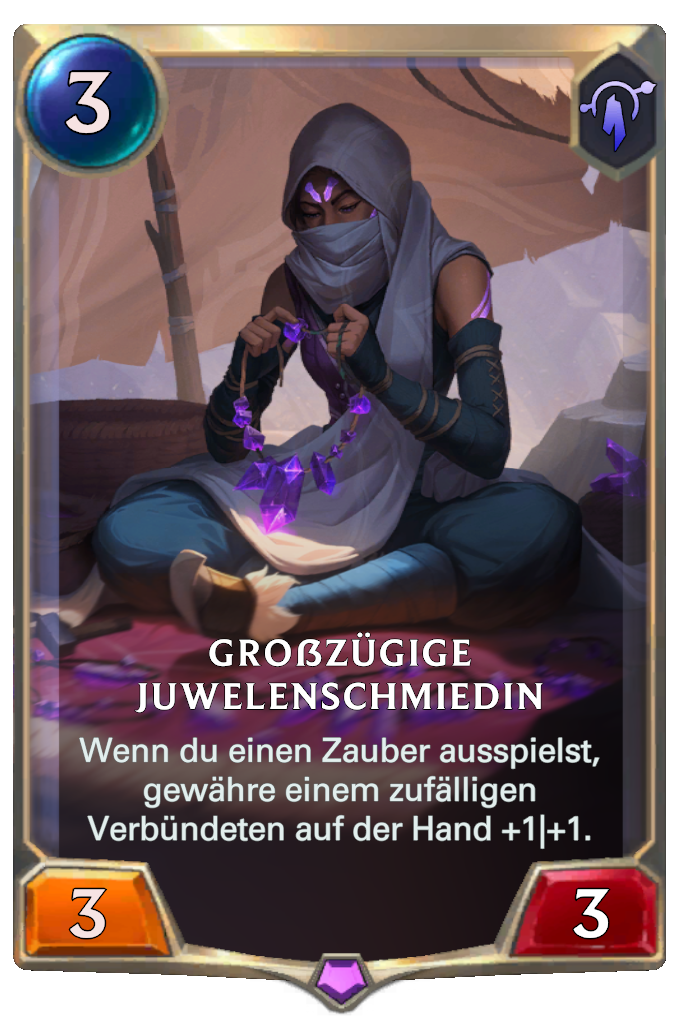 3
GROẞZÜGIGE
JUWELENSCHMIEDIN
Wenn du einen Zauber ausspielst,
gewähre einem zufälligen
Verbündeten auf der Hand +1|+1.
3
3